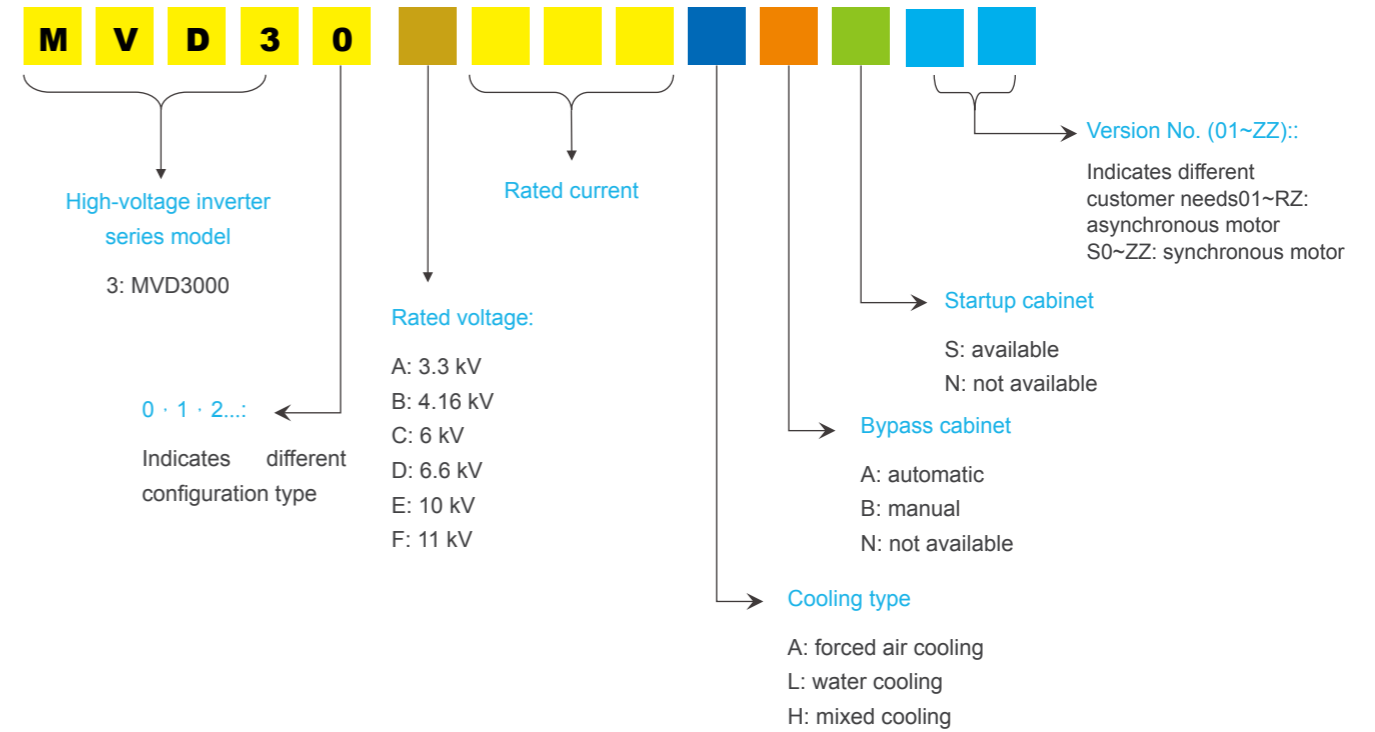 M V D 3 0
High-voltage inverter
series model
3: MVD3000
0 · 1 · 2...:
Indicates different
configuration type
Rated voltage:
A: 3.3 kV
B: 4.16 kV
C: 6 kV
D: 6.6 kV
E: 10 kV
F: 11 kV
Rated current
Version No. (01~ZZ)::
Indicates different
customer needs01~RZ:
asynchronous motor
S0~ZZ: synchronous motor
Startup cabinet
S: available
N: not available
Bypass cabinet
A: automatic
B: manual
N: not available
Cooling type
A: forced air cooling
L: water cooling
H: mixed cooling